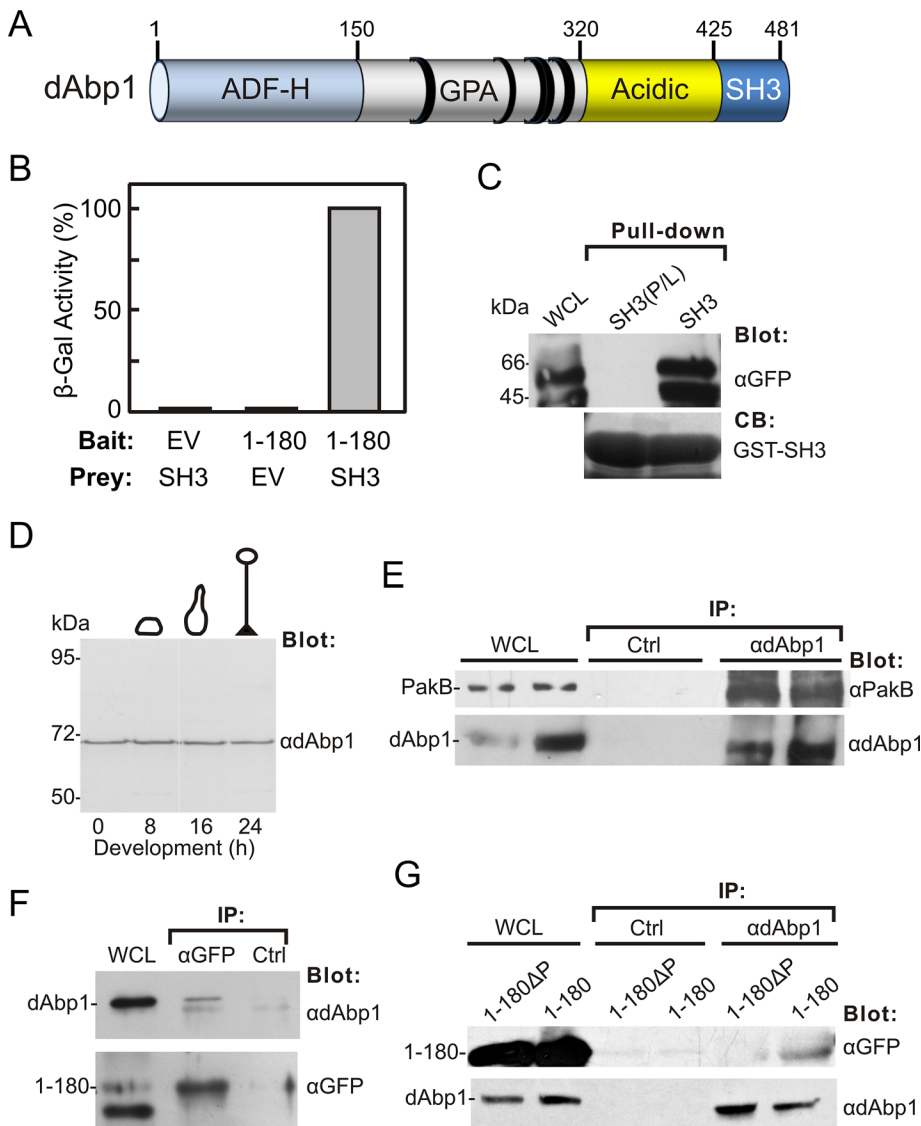 A
1 150 320 425 481
dAbp1 ADF-H GPA Acidic SH3
B
β-Gal Activity (%)
100
50
0
Bait: EV 1-180 1-180
Prey: SH3 EV SH3
C
Pull-down
kDa WCL SH3(P/L) SH3
Blot:
66-
αGFP
45-
CB:
GST-SH3
D
kDa
Blot:
95-
72-
αdAbp1
50-
0 8 16 24
Development (h)
E
IP:
WCL Ctrl αdAbp1
Blot:
PakB- αPakB
dAbp1- αdAbp1
F
IP:
WCL αGFP Ctrl
Blot:
dAbp1-
αdAbp1
1-180- αGFP
G
IP:
WCL Ctrl αdAbp1
1-180ΔP 1-180 1-180ΔP 1-180 1-180ΔP 1-180
Blot:
1-180- αGFP
dAbp1- αdAbp1